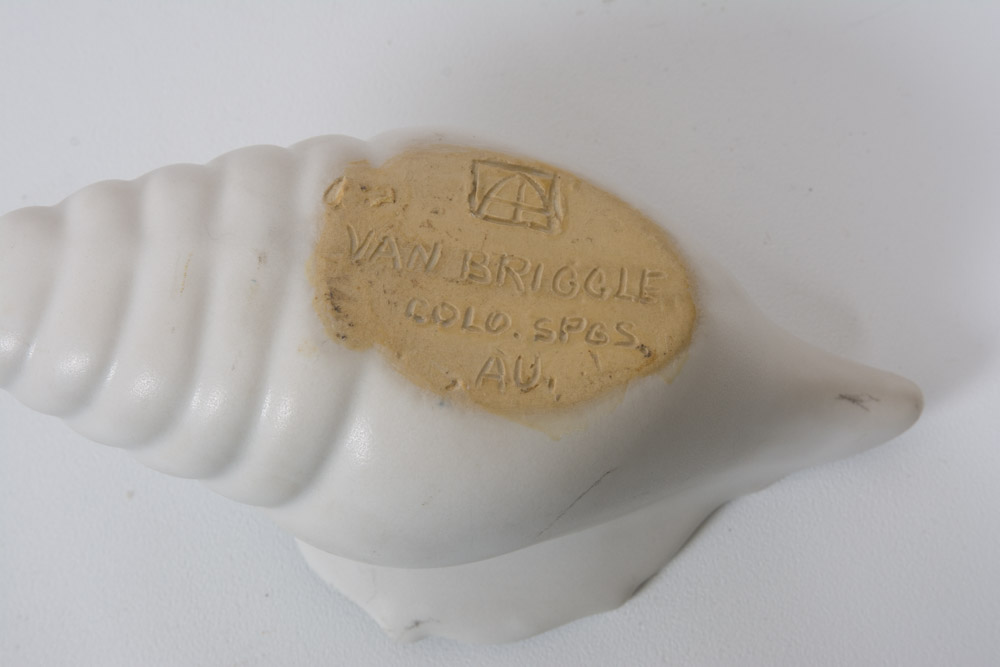 VAN BRIGGLE
COLO. SPGS.
AU.